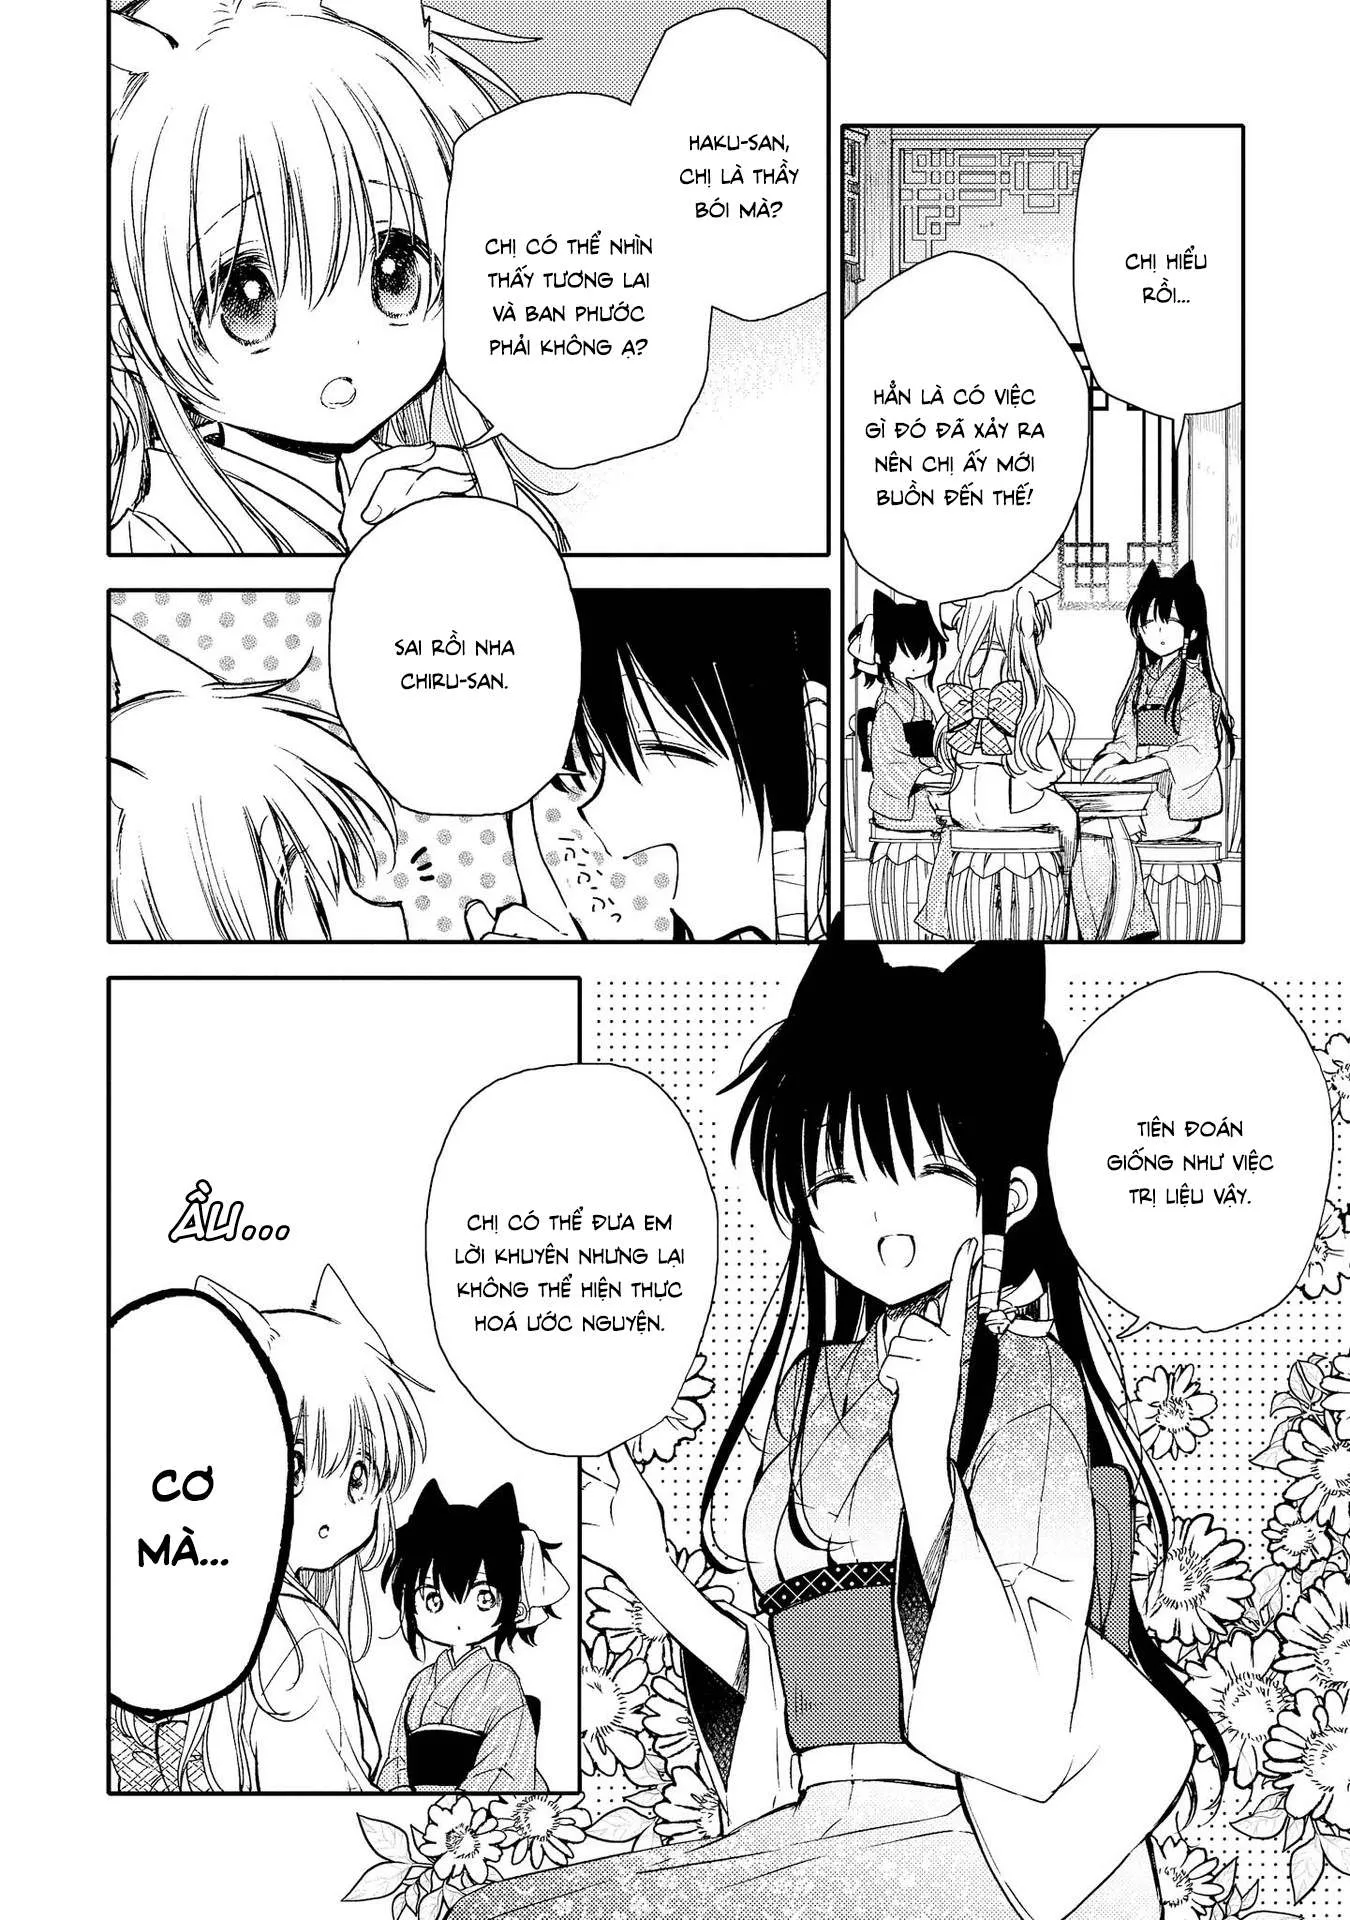 CHỊ HIỂU
RỒI...
HẲN LÀ CÓ VIỆC
GÌ ĐÓ ĐÃ XẢY RA
NÊN CHỊ ẤY MỚI
BUỒN ĐẾN THẾ!
HAKU-SAN,
CHỊ LÀ THẦY
BÓI MÀ?
CHỊ CÓ THỂ NHÌN
THẤY TƯƠNG LAI
VÀ BAN PHƯỚC
PHẢI KHÔNG Ạ?
SAI RỒI NHA
CHIRU-SAN.
TIÊN ĐOÁN
GIỐNG NHƯ VIỆC
TRỊ LIỆU VẬY.
CHỊ CÓ THỂ ĐƯA EM
LỜI KHUYÊN NHƯNG LẠI
KHÔNG THỂ HIỆN THỰC
HOÁ ƯỚC NGUYỆN.
ẦU...
CƠ
MÀ...